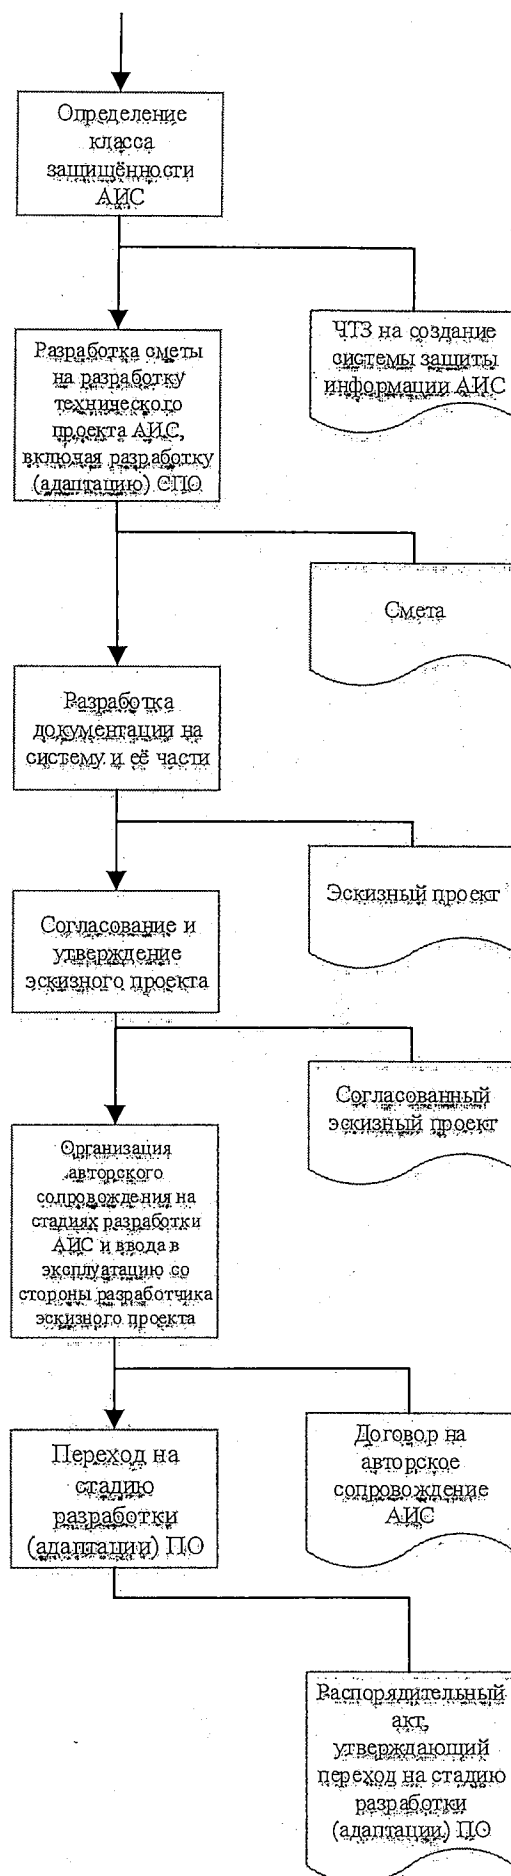 Определение
класса
защищённости
АИС
ЧТЗ на создание
системы защиты
информации АИС
Разработка сметы
на разработку
технического
проекта АИС,
включая разработку
(адаптацию) СПО
Смета
Разработка
документации на
систему и её части
Эскизный проект
Согласование и
утверждение
эскизного проекта
Согласованный
эскизный проект
Организация
авторского
сопровождения на
стадиях разработки
АИС и ввода в
эксплуатацию со
стороны разработчика
эскизного проекта
Договор на
авторское
сопровождение
АИС
Переход на
стадию
разработки
(адаптации) ПО
Распорядительный
акт,
утверждающий
переход на стадию
разработки
(адаптации) ПО